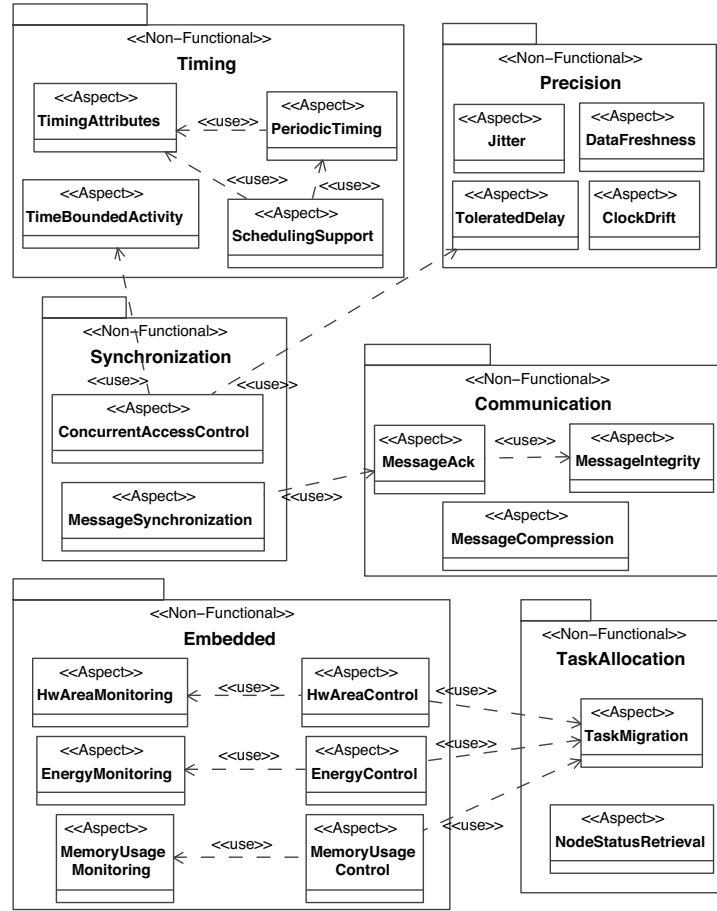 <<Non-Functional>>
Timing
<<Aspect>>
TimingAttributes
<<use>>
<<Aspect>>
PeriodicTiming
<<use>>
<<use>>
<<Aspect>>
TimeBoundedActivity
<<Aspect>>
SchedulingSupport
<<Non-Functional>>
Precision
<<Aspect>>
Jitter
<<Aspect>>
DataFreshness
<<Aspect>>
ToleratedDelay
<<Aspect>>
ClockDrift
<<Non-Functional>>
Synchronization
<<use>>
<<use>>
<<Aspect>>
ConcurrentAccessControl
<<Aspect>>
MessageSynchronization
<<use>>
<<Non-Functional>>
Communication
<<Aspect>>
MessageAck
<<use>>
<<Aspect>>
MessageIntegrity
<<Aspect>>
MessageCompression
<<Non-Functional>>
Embedded
<<Aspect>>
HwAreaMonitoring
<<use>>
<<Aspect>>
HwAreaControl
<<use>>
<<Aspect>>
EnergyMonitoring
<<use>>
<<Aspect>>
EnergyControl
<<use>>
<<Aspect>>
MemoryUsage
Monitoring
<<use>>
<<Aspect>>
MemoryUsage
Control
<<use>>
<<Non-Functional>>
TaskAllocation
<<Aspect>>
TaskMigration
<<Aspect>>
NodeStatusRetrieval